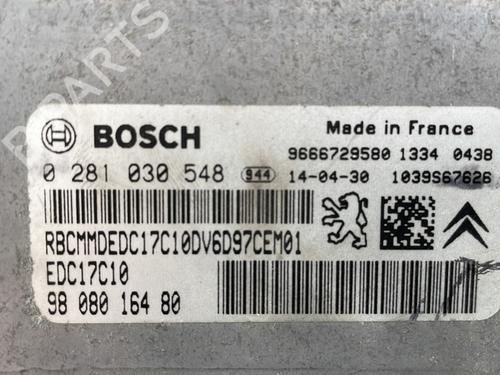 B PARTS
BOSCH
Made in France
9666729580 1334 0438
0 281 030 548 944 14-04-30 1039S67626
RBCMMDEDC17C10DV6D97CEM01
EDC17C10
98 080 164 80